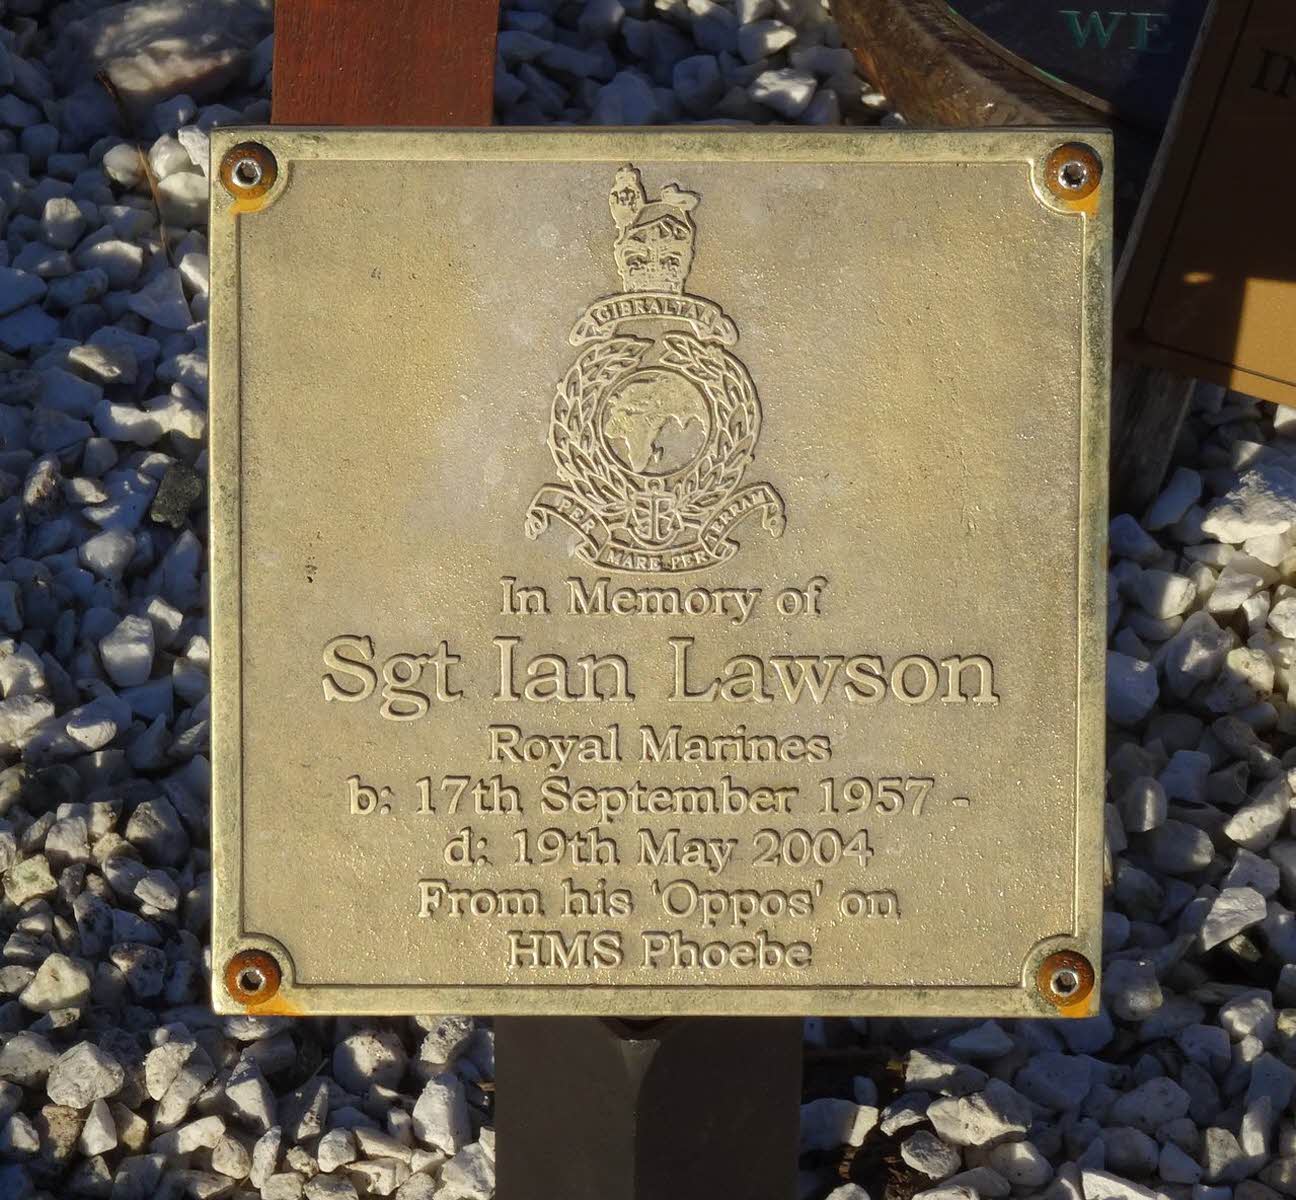 WE
GIBRALTAR
PER MARE PER TERRAM
In Memory of
Sgt Ian Lawson
Royal Marines
b: 17th September 1957 -
d: 19th May 2004
From his 'Oppos' on
HMS Phoebe